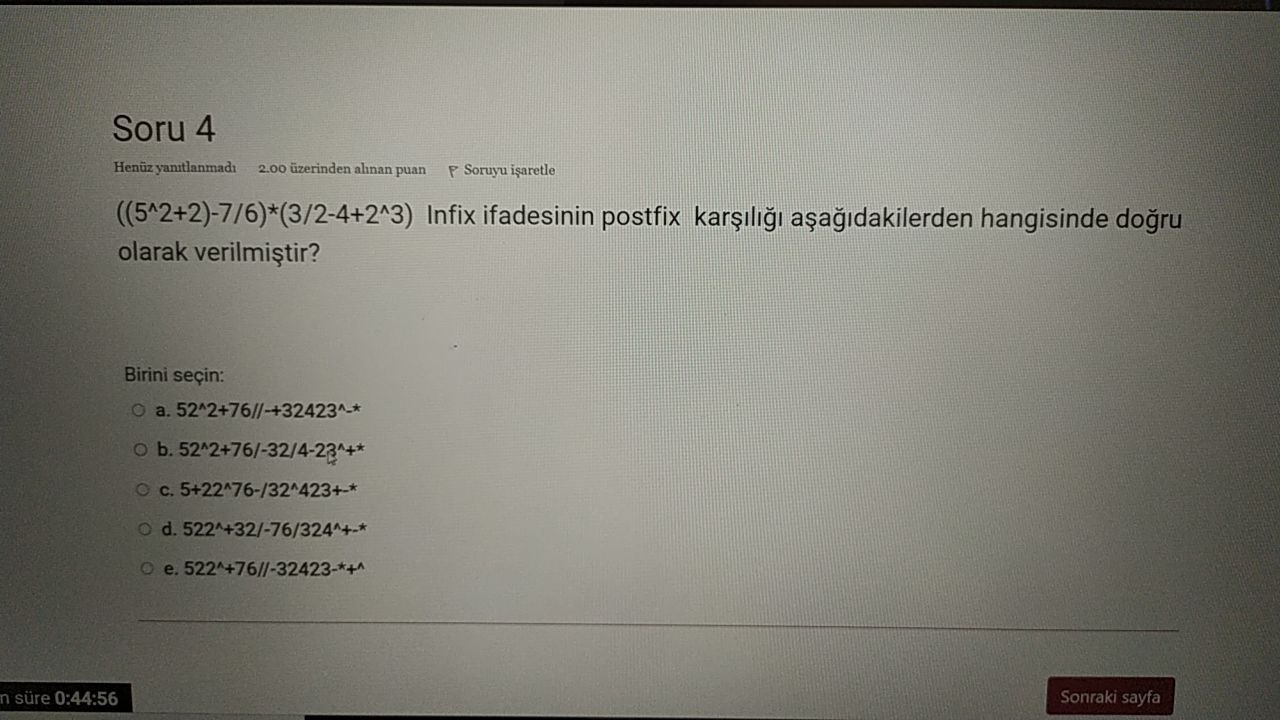 Soru 4
Henüz yanıtlanmadı 2.00 üzerinden alınan puan Soruyu işaretle
((5^2+2)-7/6)*(3/2-4+2^3) Infix ifadesinin postfix karşılığı aşağıdakilerden hangisinde doğru
olarak verilmiştir?
Birini seçin:
a. 52^2+76//-+32423^-*
b. 52^2+76/-32/4-23^+*
c. 5+22^76-/32^423+-*
d. 522^+32/-76/324^+-*
e. 522^+76//-32423-*+^
n süre 0:44:56
Sonraki sayfa